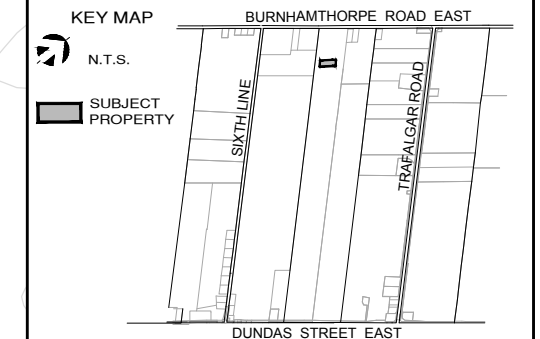 KEY MAP
BURNHAMTHORPE ROAD EAST
N.T.S.
SUBJECT
PROPERTY
SIXTH LINE
TRAFALGAR ROAD
DUNDAS STREET EAST